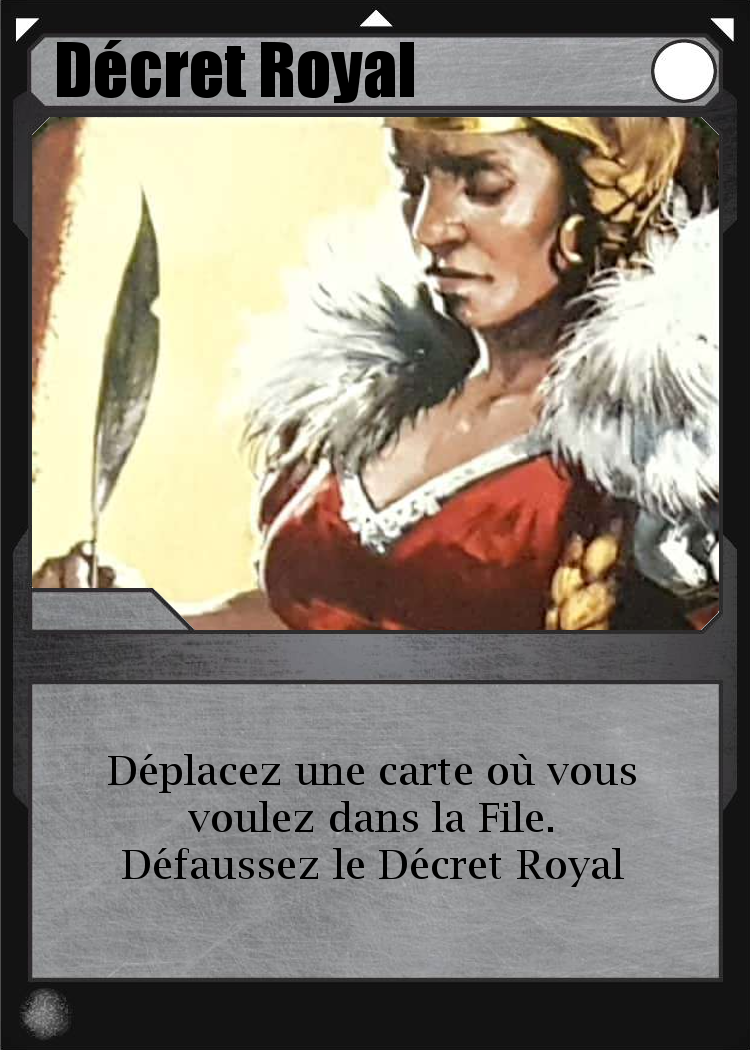 Décret Royal
Déplacez une carte où vous
voulez dans la File.
Défaussez le Décret Royal